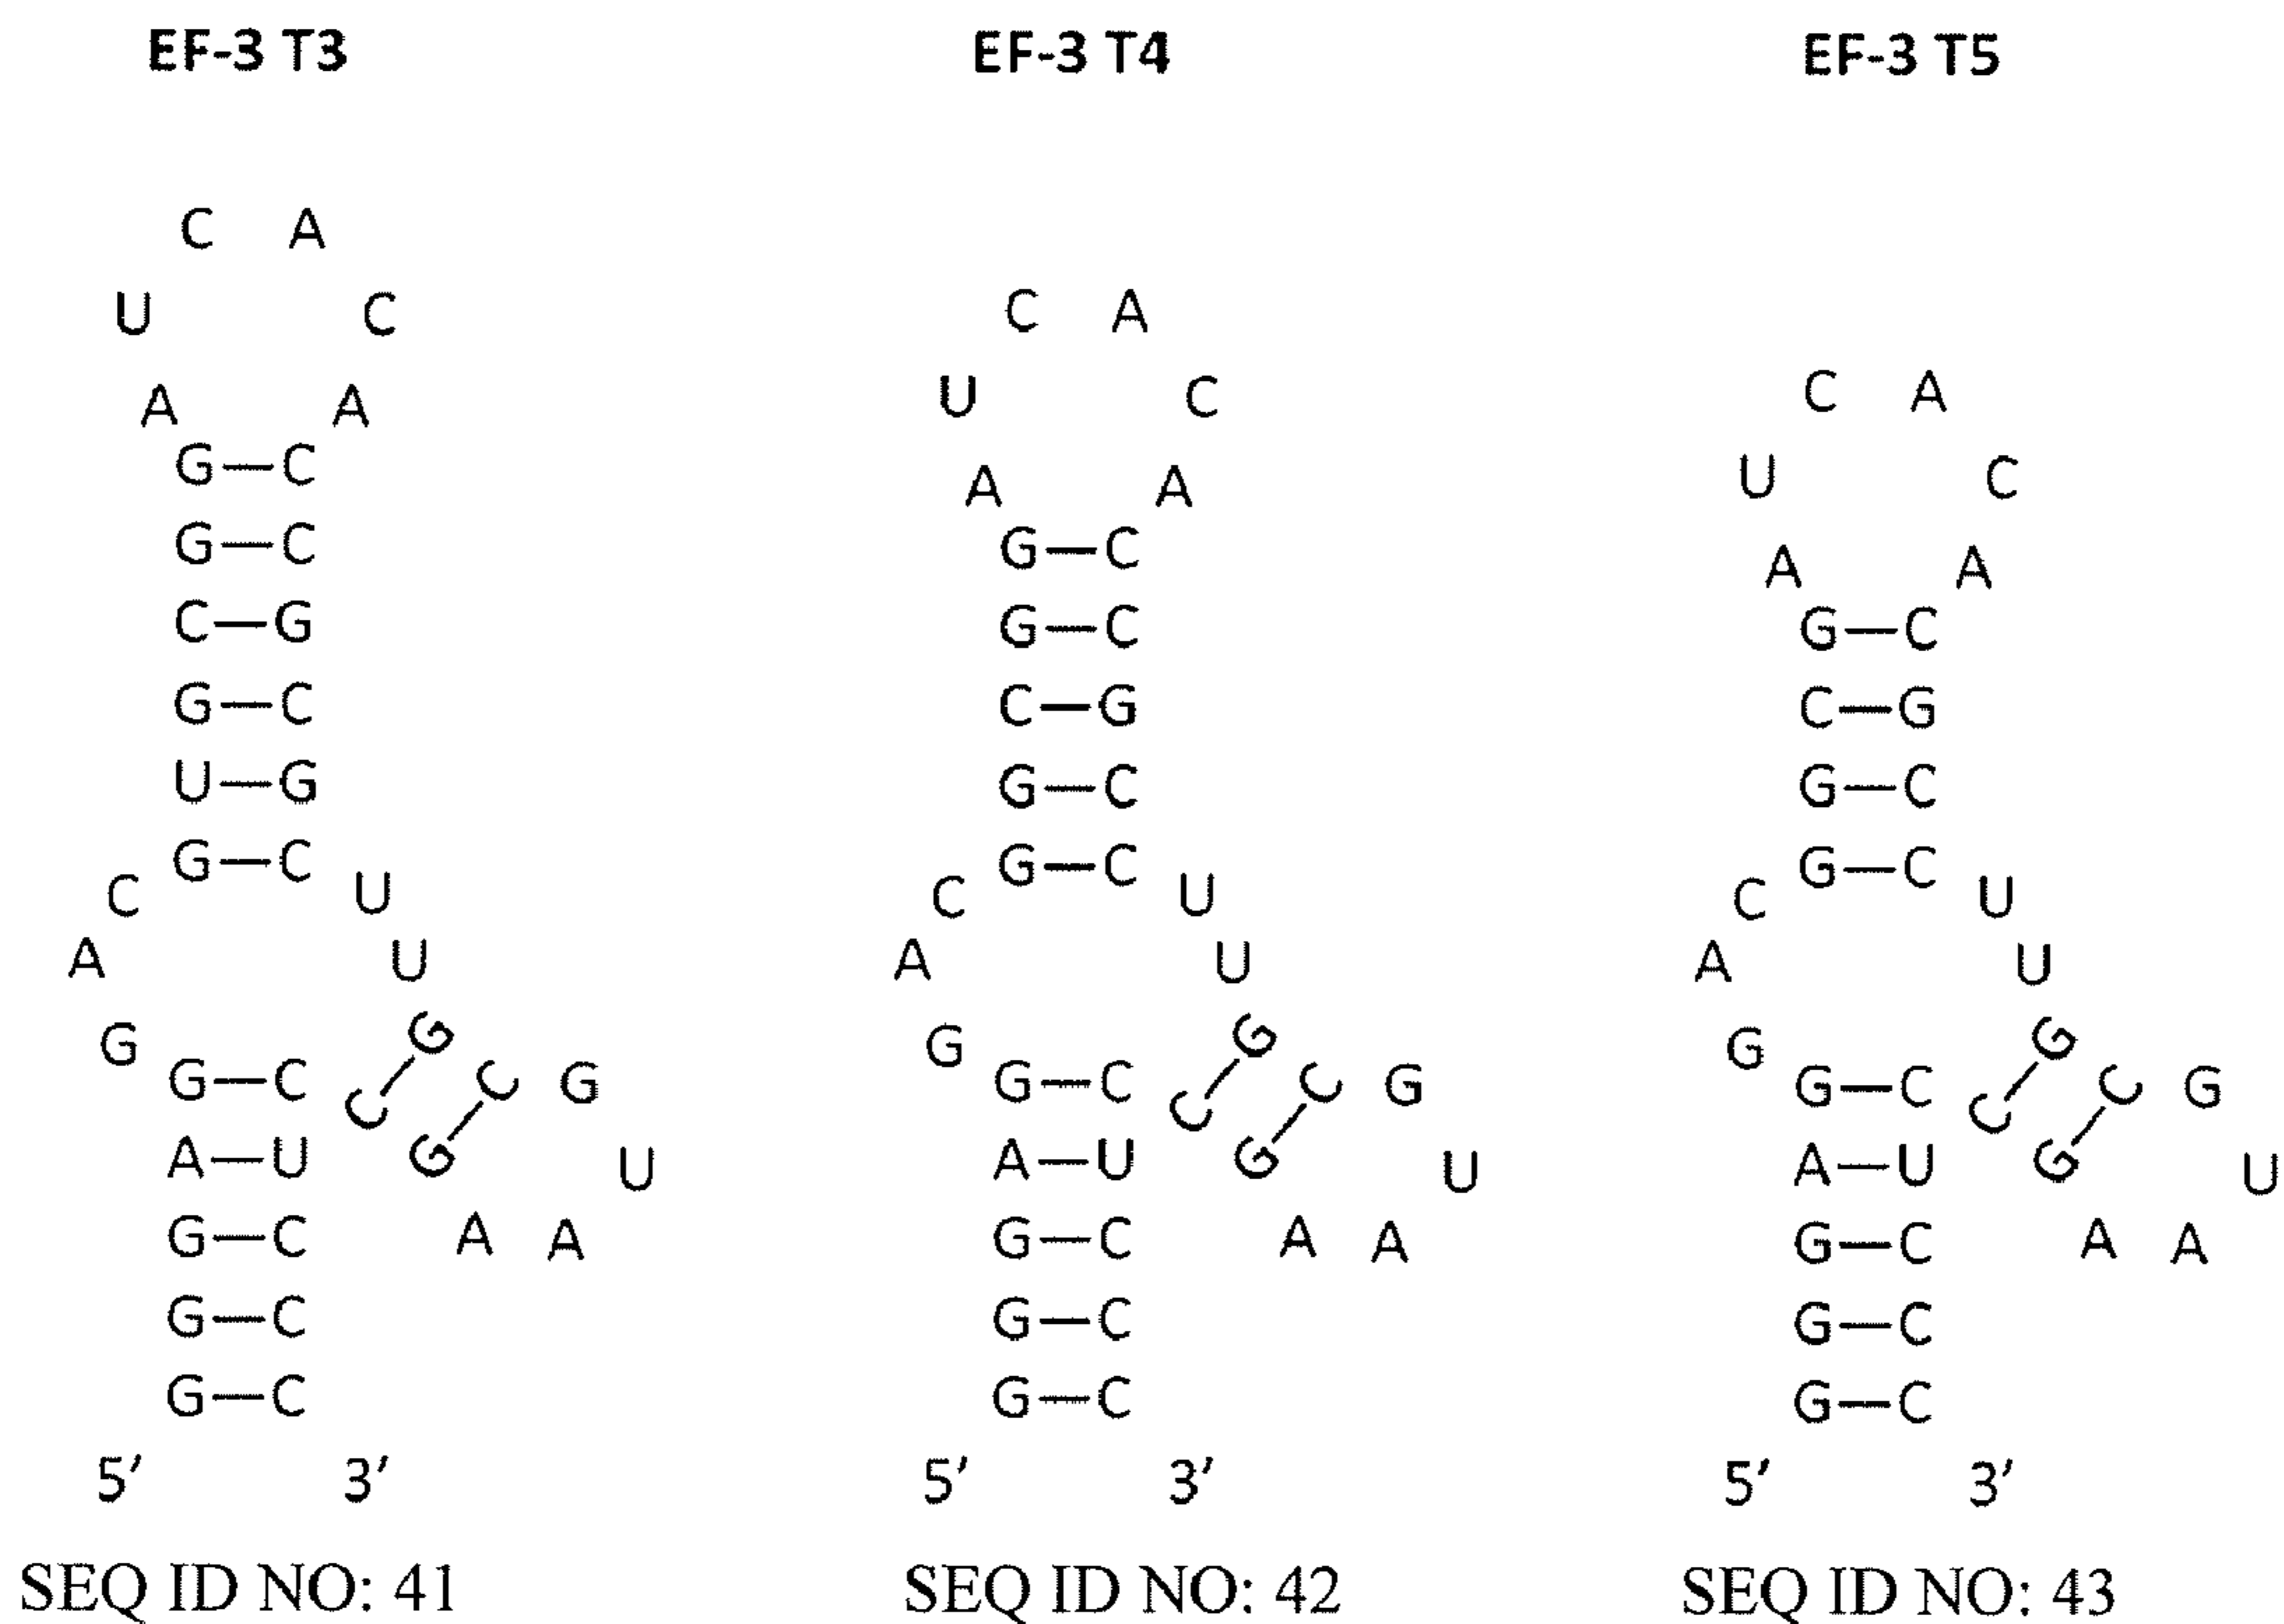 EF-3 T3 EF-3 T4 EF-3 T5
C A
U C
C A
A A
U C
C A
G—C
A A
U C
G—C
G—C
A A
C—G
G—C
G—C
G—C
C—G
C—G
U—G
G—C
G—C
G—C
G—C
G—C
C U
C U
C U
A U
A U
A U
G G
G G
G G
G—C C C G
G—C C C G
G—C C C G
A—U G U
A—U G U
A—U G U
G—C A A
G—C A A
G—C A A
G—C
G—C
G—C
G—C
G—C
G—C
5’ 3’ 5’ 3’ 5’ 3’
SEQ ID NO: 41 SEQ ID NO: 42 SEQ ID NO: 43